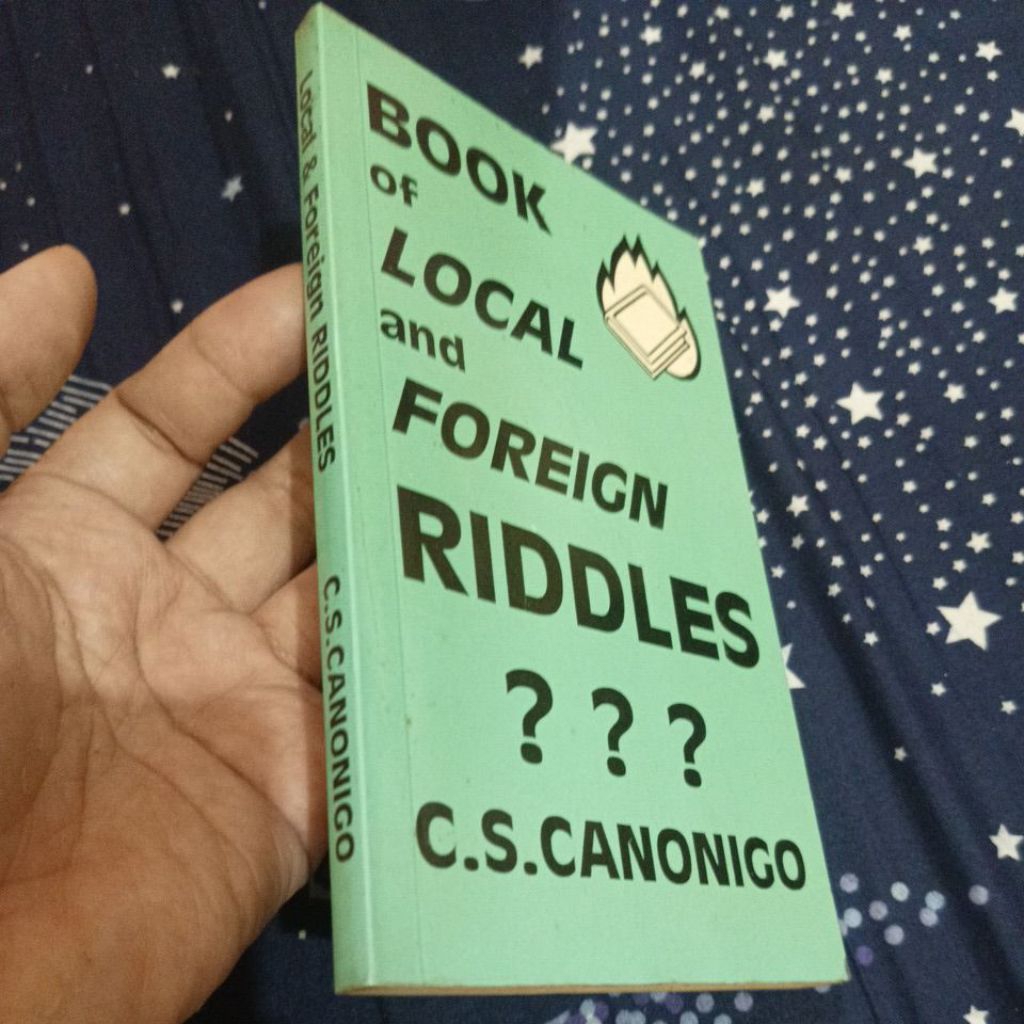 BOOK
of
LOCAL
and
FOREIGN
RIDDLES
? ? ?
C.S.CANONIGO
Local & Foreign RIDDLES C.S.CANONIGO